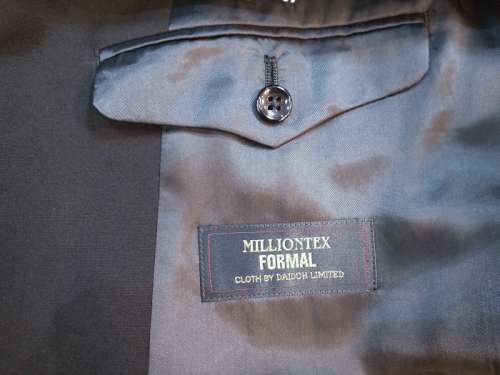 MILLIONTEX
FORMAL
CLOTH BY DAIDOH LIMITED